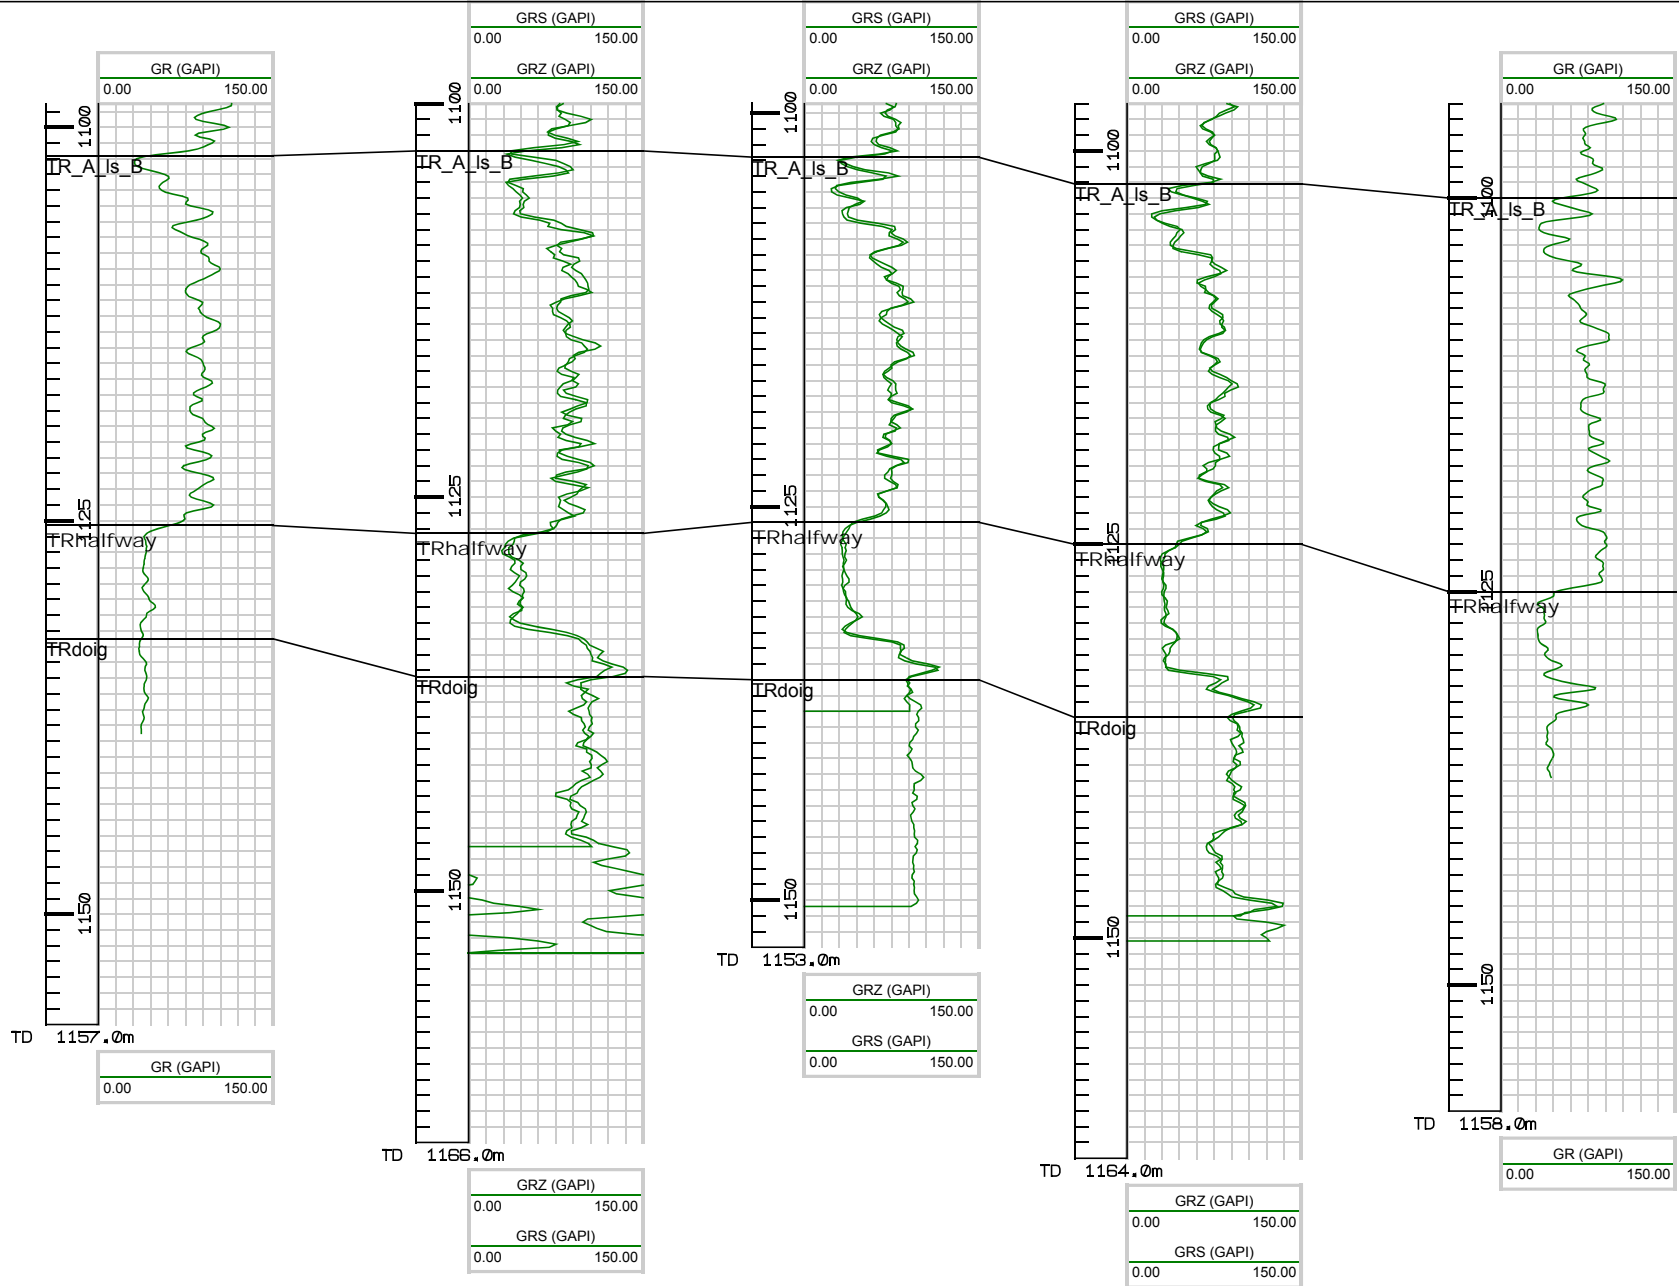 GR (GAPI)
0.00 150.00
1100
TR_A_ls_B
1125
TRhalfway
TRdoig
1150
TD 1157.0m
GR (GAPI)
0.00 150.00
GRS (GAPI)
0.00 150.00
GRZ (GAPI)
0.00 150.00
1100
TR_A_ls_B
1125
TRhalfway
TRdoig
1150
TD 1166.0m
GRZ (GAPI)
0.00 150.00
GRS (GAPI)
0.00 150.00
GRS (GAPI)
0.00 150.00
GRZ (GAPI)
0.00 150.00
1100
TR_A_ls_B
1125
TRhalfway
TRdoig
1150
TD 1153.0m
GRZ (GAPI)
0.00 150.00
GRS (GAPI)
0.00 150.00
GRS (GAPI)
0.00 150.00
GRZ (GAPI)
0.00 150.00
1100
TR_A_ls_B
1125
TRhalfway
TRdoig
1150
TD 1164.0m
GRZ (GAPI)
0.00 150.00
GRS (GAPI)
0.00 150.00
GR (GAPI)
0.00 150.00
1100
TR_A_ls_B
1125
TRhalfway
1150
TD 1158.0m
GR (GAPI)
0.00 150.00